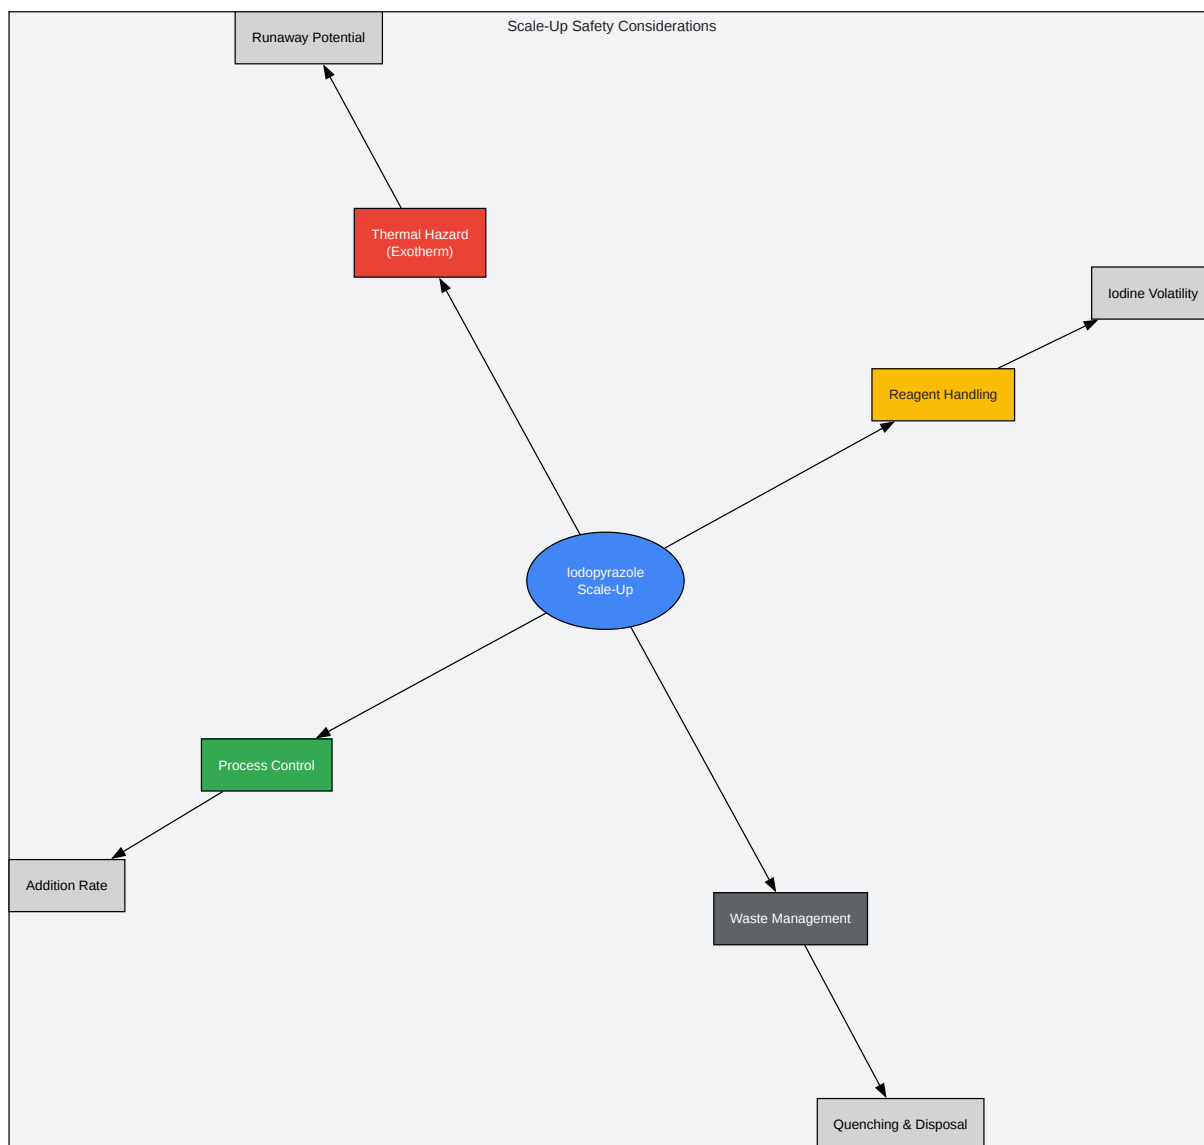 Scale-Up Safety Considerations
Runaway Potential
Thermal Hazard
(Exotherm)
Iodine Volatility
Reagent Handling
Iodopyrazole
Scale-Up
Process Control
Addition Rate
Waste Management
Quenching & Disposal